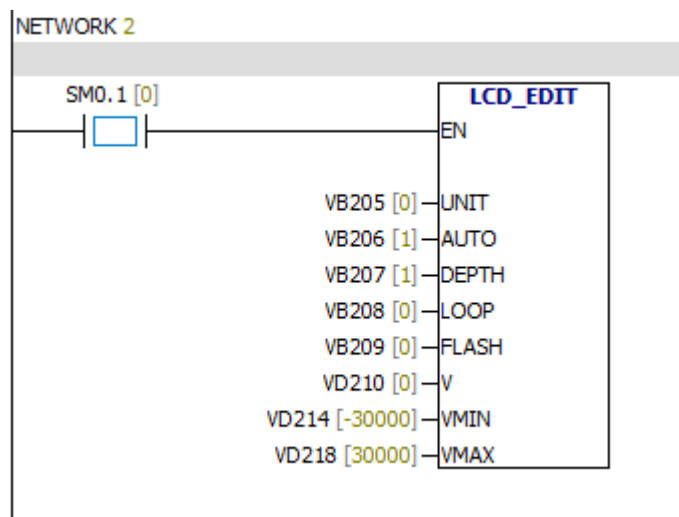 NETWORK 2
SM0.1 [0]
LCD_EDIT
EN
VB205 [0] UNIT
VB206 [1] AUTO
VB207 [1] DEPTH
VB208 [0] LOOP
VB209 [0] FLASH
VD210 [0] V
VD214 [-30000] VMIN
VD218 [30000] VMAX